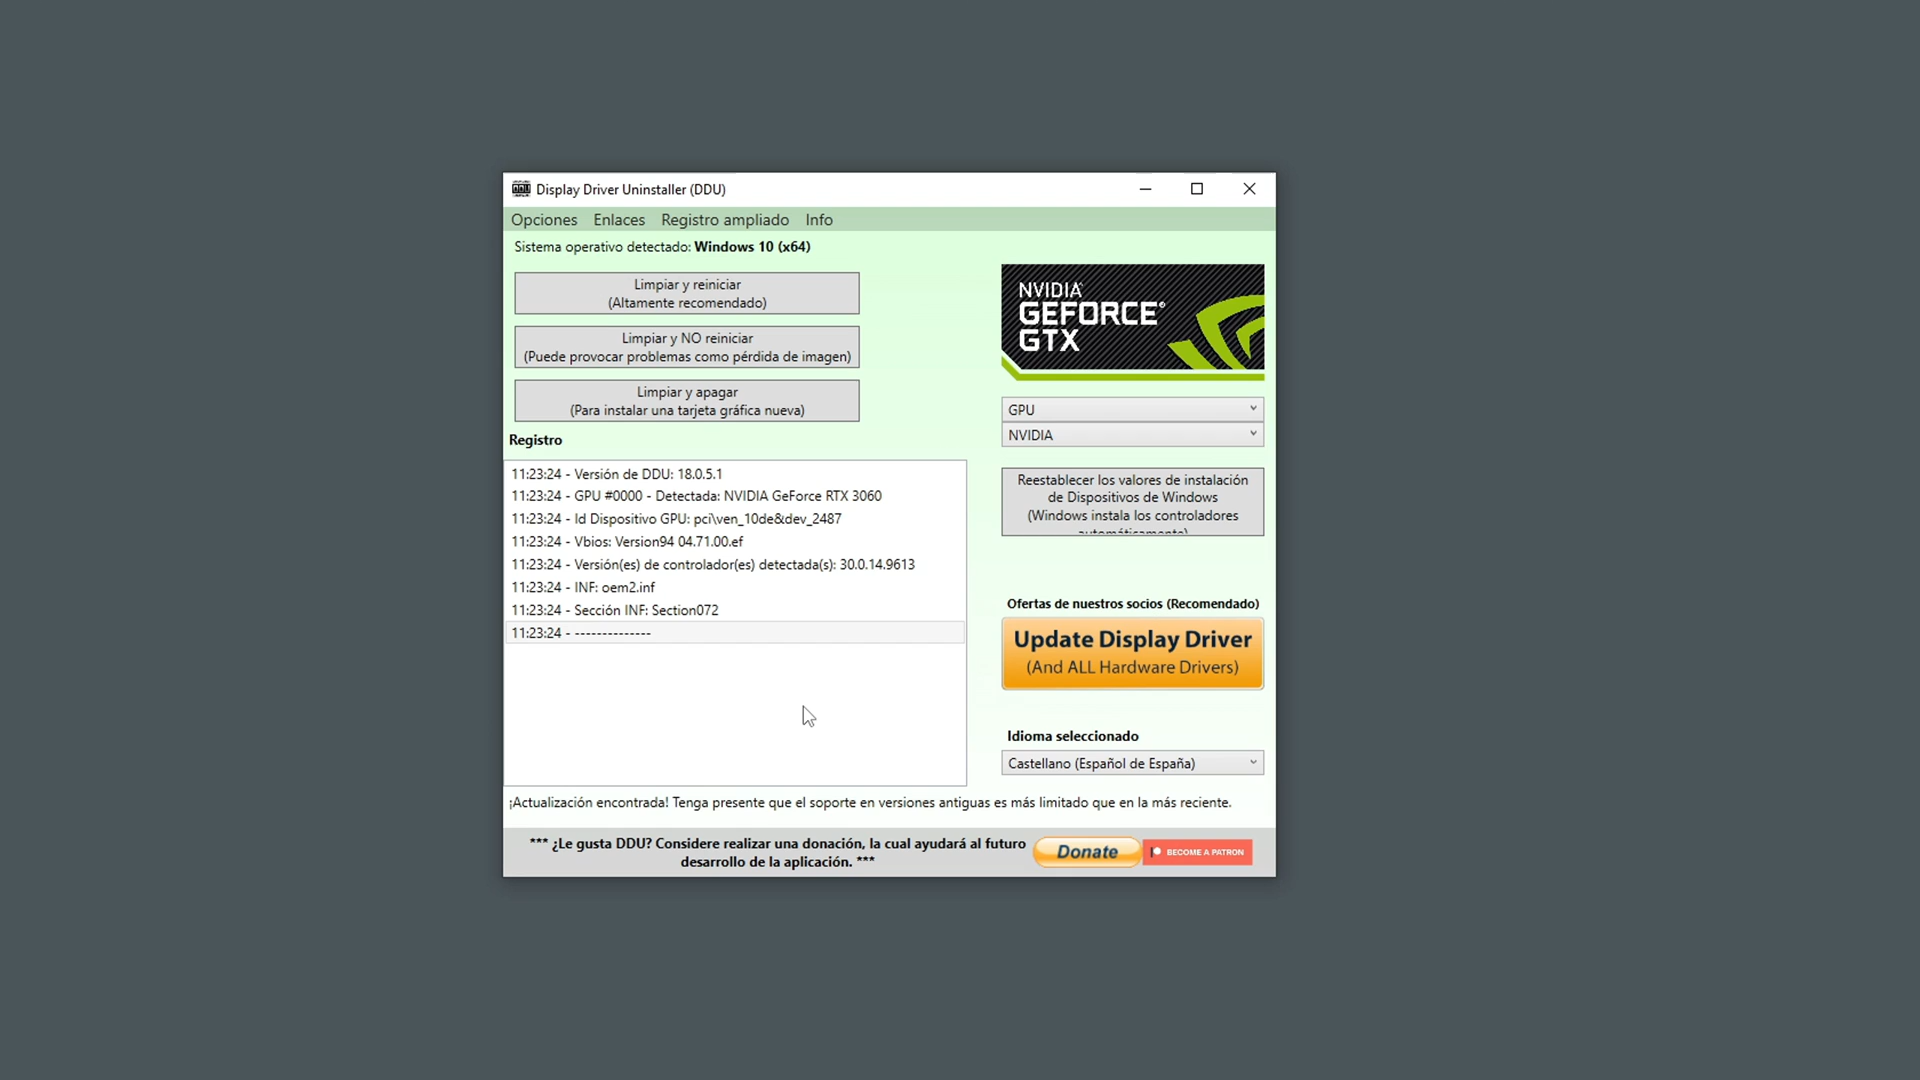 Display Driver Uninstaller (DDU)
Opciones Enlaces Registro ampliado Info
Sistema operativo detectado: Windows 10 (x64)
Limpiar y reiniciar
(Altamente recomendado)
Limpiar y NO reiniciar
(Puede provocar problemas como pérdida de imagen)
Limpiar y apagar
(Para instalar una tarjeta gráfica nueva)
NVIDIA
GEFORCE®
GTX
GPU
NVIDIA
Registro
11:23:24 - Versión de DDU: 18.0.5.1
11:23:24 - GPU #0000 - Detectada: NVIDIA GeForce RTX 3060
11:23:24 - Id Dispositivo GPU: pci\ven_10de&dev_2487
11:23:24 - Vbios: Version94 04.71.00.ef
11:23:24 - Versión(es) de controlador(es) detectada(s): 30.0.14.9613
11:23:24 - INF: oem2.inf
11:23:24 - Sección INF: Section072
11:23:24 - --------------
Reestablecer los valores de instalación
de Dispositivos de Windows
(Windows instala los controladores
automáticamente)
Ofertas de nuestros socios (Recomendado)
Update Display Driver
(And ALL Hardware Drivers)
Idioma seleccionado
Castellano (Español de España)
¡Actualización encontrada! Tenga presente que el soporte en versiones antiguas es más limitado que en la más reciente.
*** ¿Le gusta DDU? Considere realizar una donación, la cual ayudará al futuro
desarrollo de la aplicación. ***
Donate
BECOME A PATRON